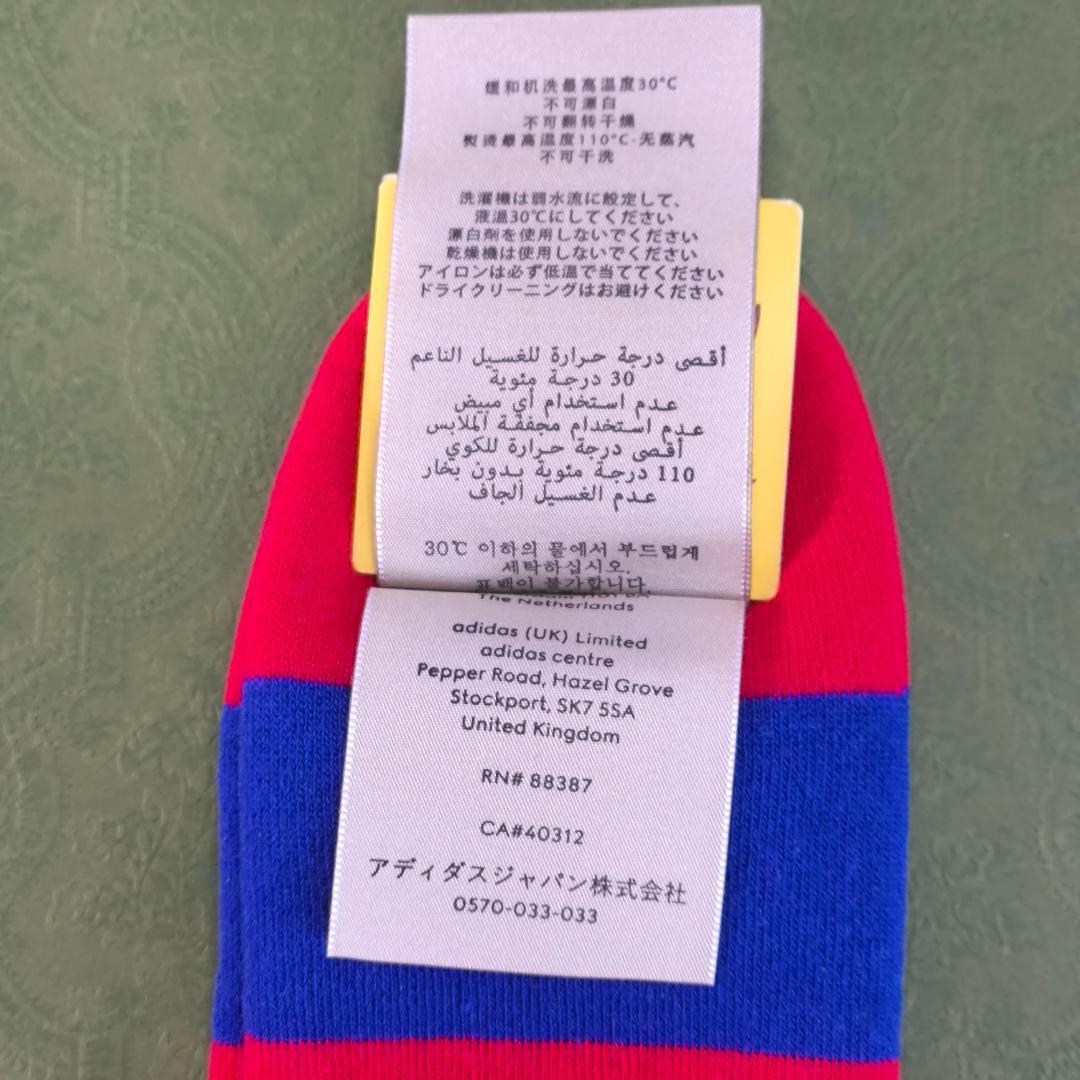 缓和机洗最高温度30°C
不可漂白
不可翻转干燥
熨烫最高温度110°C-无蒸汽
不可干洗
洗濯機は弱水流に設定して、
液温30℃にしてください
漂白剤を使用しないでください
乾燥機は使用しないでください
アイロンは必ず低温で当ててください
ドライクリーニングはお避けください
أقصى درجة حرارة للغسيل الناعم
30 درجة مئوية
عدم استخدام أي مبيض
عدم استخدام مجففة الملابس
أقصى درجة حرارة للكوي
110 درجة مئوية بدون بخار
عدم الغسيل الجاف
30℃ 이하의 물에서 부드럽게
세탁하십시오.
표백이 불가합니다
The Netherlands
adidas (UK) Limited
adidas centre
Pepper Road, Hazel Grove
Stockport, SK7 5SA
United Kingdom
RN# 88387
CA#40312
アディダスジャパン株式会社
0570-033-033